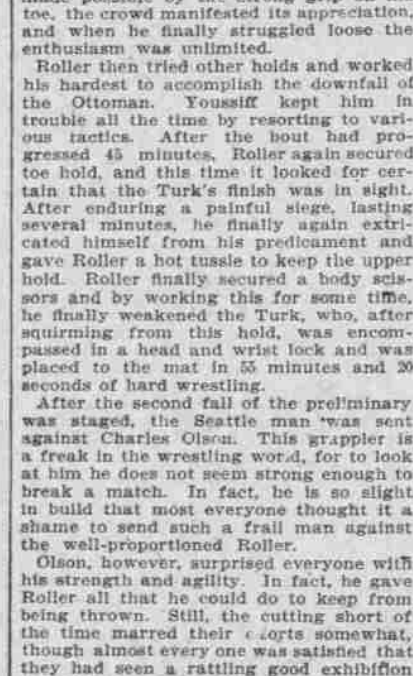 toe, the crowd manifested its appreciation,
and when he finally struggled loose the
enthusiasm was unlimited.
Roller then tried other holds and worked
his hardest to accomplish the downfall of
the Ottoman. Youssiff kept him in
trouble all the time by resorting to vari-
ous tactics. After the bout had pro-
gressed 45 minutes, Roller again secured
toe hold, and this time it looked for cer-
tain that the Turk's finish was in sight.
After enduring a painful siege, lasting
several minutes, he finally again extri-
cated himself from his predicament and
gave Roller a hot tussle to keep the upper
hold. Roller finally secured a body scis-
sors and by working this for some time,
he finally weakened the Turk, who, after
squirming from this hold, was encom-
passed in a head and wrist lock and was
placed to the mat in 55 minutes and 20
seconds of hard wrestling.
After the second fall of the preliminary
was staged, the Seattle man was sent
against Charles Olson. This grappler is
a freak in the wrestling world, for to look
at him he does not seem strong enough to
break a match. In fact, he is so slight
in build that most everyone thought it a
shame to send such a frail man against
the well-proportioned Roller.
Olson, however, surprised everyone with
his strength and agility. In fact, he gave
Roller all that he could do to keep from
being thrown. Still, the cutting short of
the time marred their efforts somewhat,
though almost every one was satisfied that
they had seen a rattling good exhibition